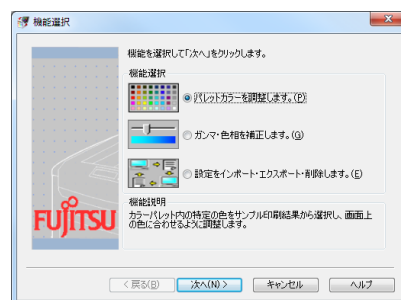 機能選択
機能を選択して「次へ」をクリックします。
機能選択
パレットカラーを調整します。(P)
ガンマ・色相を補正します。(G)
設定をインポート・エクスポート・削除します。(E)
機能説明
カラーパレット内の特定の色をサンプル印刷結果から選択し、画面上
の色に合わせるように調整します。
FUJITSU
< 戻る(B)
次へ(N) >
キャンセル
ヘルプ